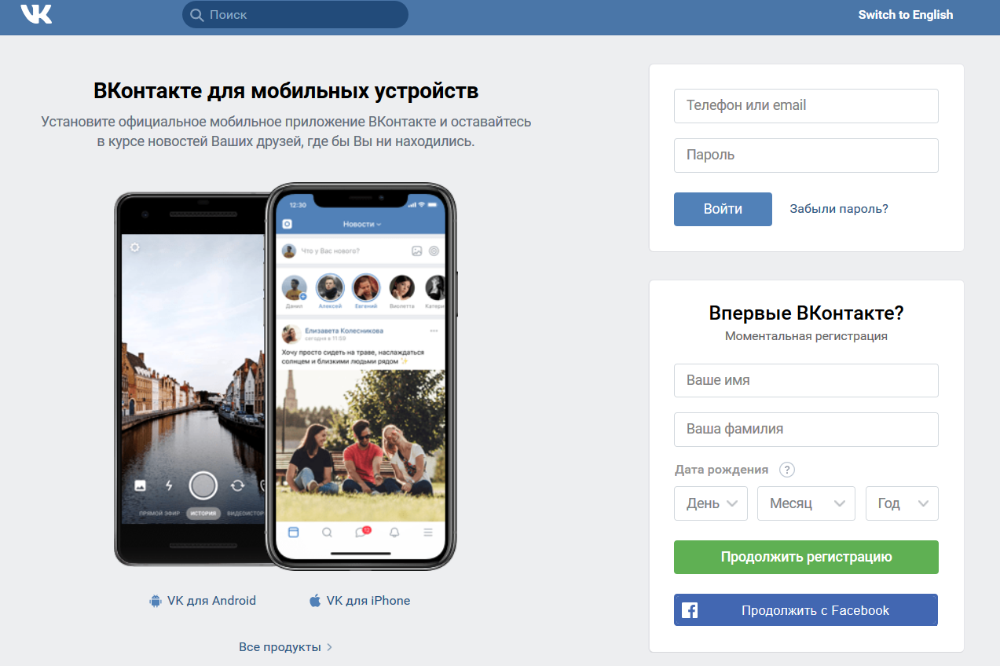 VK
Поиск
Switch to English
ВКонтакте для мобильных устройств
Установите официальное мобильное приложение ВКонтакте и оставайтесь
в курсе новостей Ваших друзей, где бы Вы ни находились.
12:30
Новости
Что у Вас нового?
Данил Алексей Евгений Виолетта Катери
Елизавета Колесникова
сегодня в 11:59
Хочу просто сидеть на траве, наслаждаться
солнцем и близкими людьми рядом ✨
ПРЯМОЙ ЭФИР ИСТОРИЯ ВИДЕОИСТОР
VK для Android
VK для iPhone
Все продукты
Телефон или email
Пароль
Войти
Забыли пароль?
Впервые ВКонтакте?
Моментальная регистрация
Ваше имя
Ваша фамилия
Дата рождения ?
День Месяц Год
Продолжить регистрацию
Продолжить с Facebook